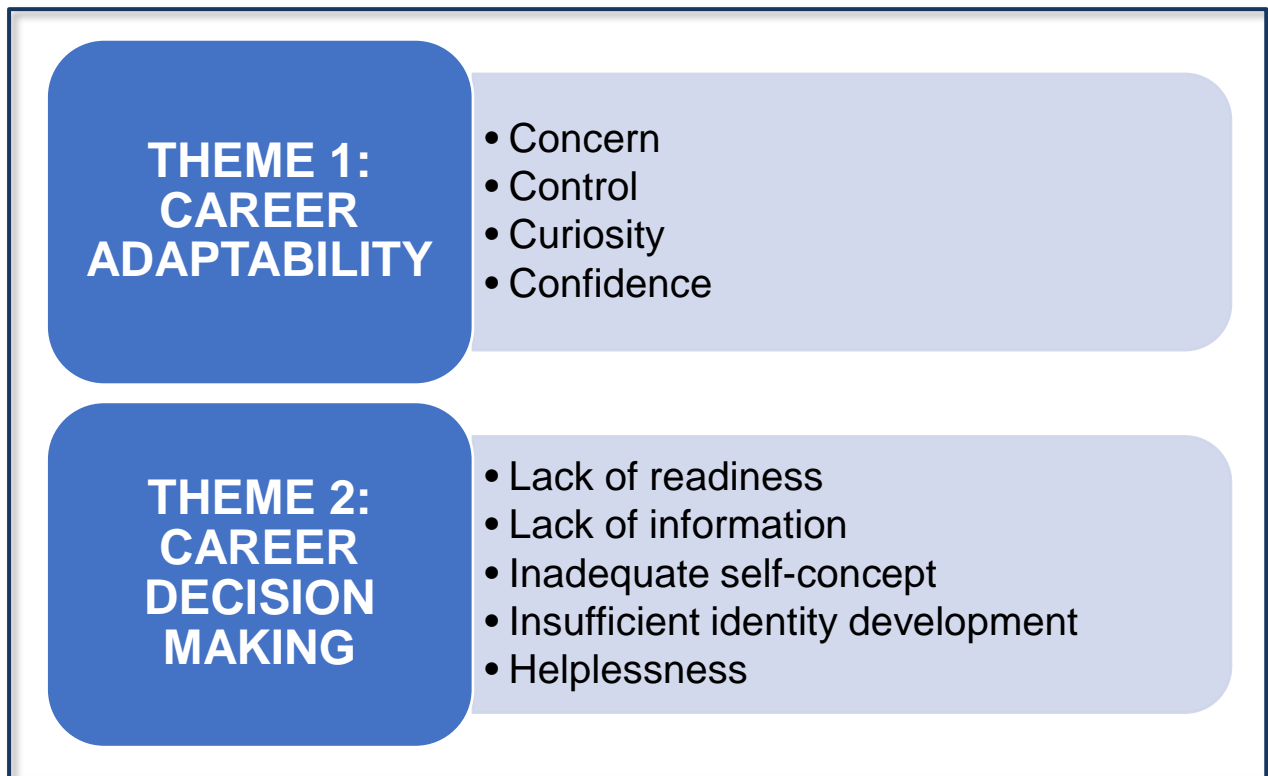 THEME 1:
CAREER
ADAPTABILITY
• Concern
• Control
• Curiosity
• Confidence
THEME 2:
CAREER
DECISION
MAKING
• Lack of readiness
• Lack of information
• Inadequate self-concept
• Insufficient identity development
• Helplessness